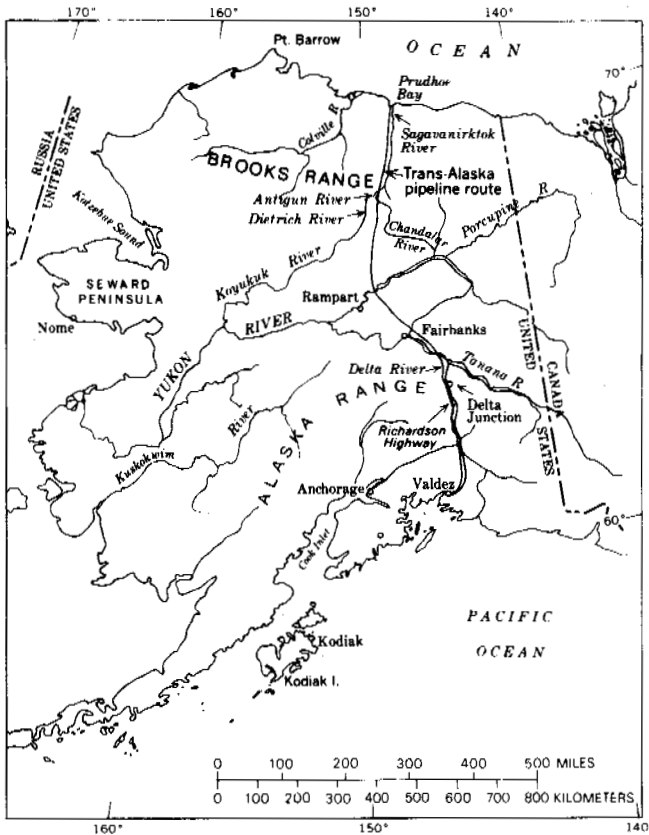 170°
150°
140°
Pt. Barrow
OCEAN
70°
Prudhoe
Bay
Colville R
Sagavanirktok
River
RUSSIA
UNITED STATES
BROOKS RANGE
Trans-Alaska
pipeline route
Antigun River
Dietrich River
Kotzebue Sound
Chandalar
River
Porcupine R
SEWARD
PENINSULA
Koyukuk River
Rampart
Nome
YUKON RIVER
Fairbanks
UNITED STATES
CANADA
Delta River
Tanana R
ALASKA RANGE
Delta
Junction
Kuskokwim River
Richardson
Highway
Anchorage
Valdez
60°
Cook Inlet
PACIFIC
OCEAN
Kodiak
Kodiak I.
0 100 200 300 400 500 MILES
0 100 200 300 400 500 600 700 800 KILOMETERS
160°
150°
140